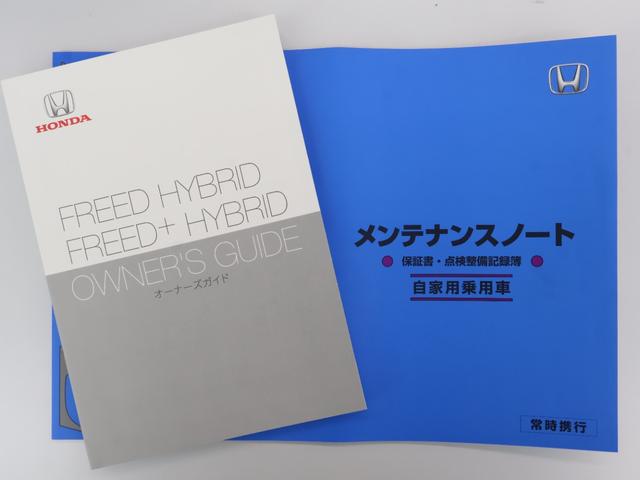 HONDA
FREED HYBRID
FREED+ HYBRID
OWNER'S GUIDE
オーナーズガイド
メンテナンスノート
保証書・点検整備記録簿
自家用乗用車
常時携行